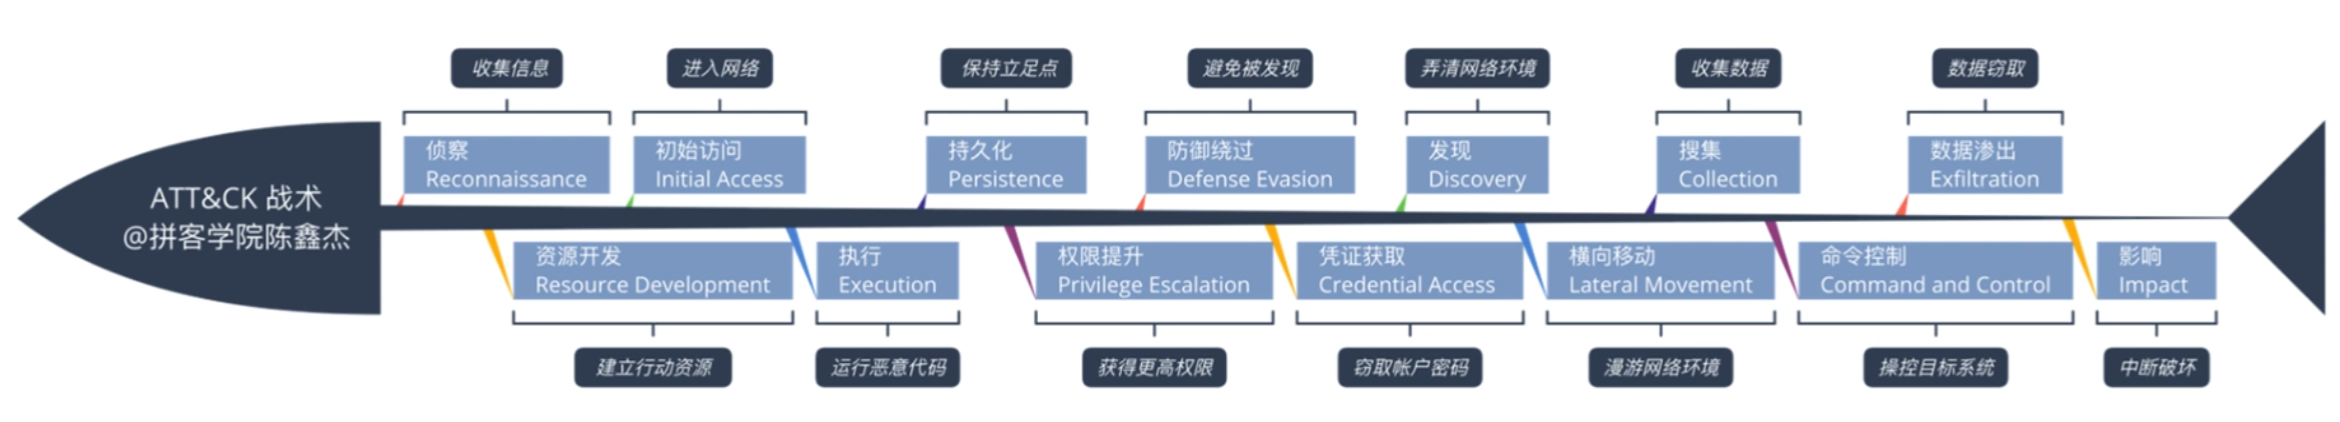 收集信息
进入网络
保持立足点
避免被发现
弄清网络环境
收集数据
数据窃取
侦察
Reconnaissance
初始访问
Initial Access
持久化
Persistence
防御绕过
Defense Evasion
发现
Discovery
搜集
Collection
数据渗出
Exfiltration
ATT&CK 战术
@拼客学院陈鑫杰
资源开发
Resource Development
执行
Execution
权限提升
Privilege Escalation
凭证获取
Credential Access
横向移动
Lateral Movement
命令控制
Command and Control
影响
Impact
建立行动资源
运行恶意代码
获得更高权限
窃取帐户密码
漫游网络环境
操控目标系统
中断破坏